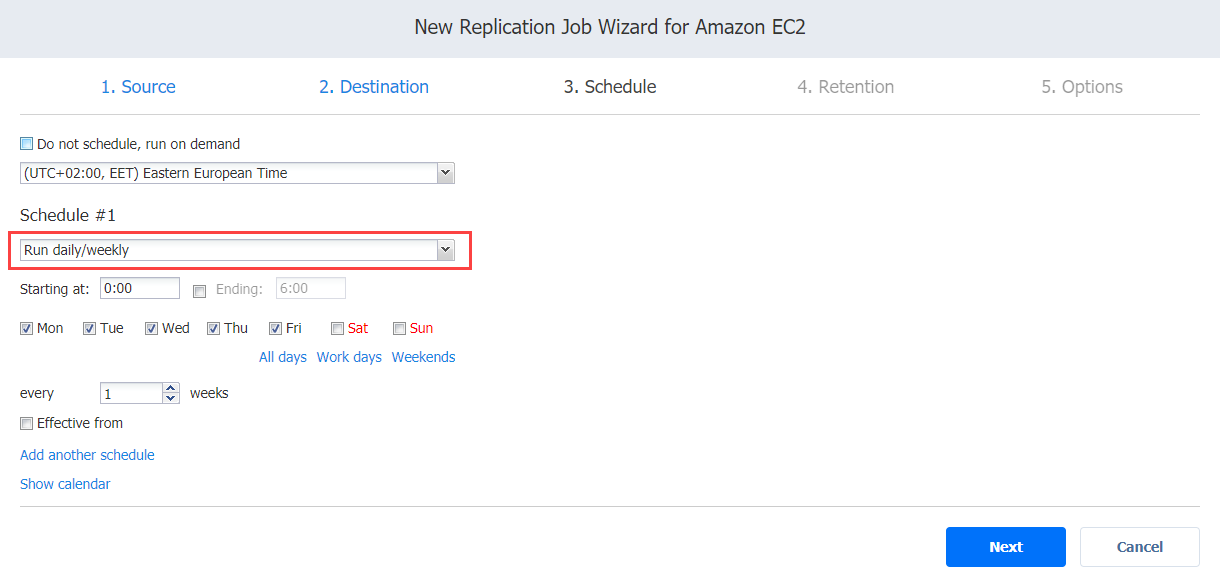 New Replication Job Wizard for Amazon EC2
1. Source 2. Destination 3. Schedule 4. Retention 5. Options
Do not schedule, run on demand
(UTC+02:00, EET) Eastern European Time
Schedule #1
Run daily/weekly
Starting at: 0:00 Ending: 6:00
Mon Tue Wed Thu Fri Sat Sun
All days Work days Weekends
every 1 weeks
Effective from
Add another schedule
Show calendar
Next Cancel